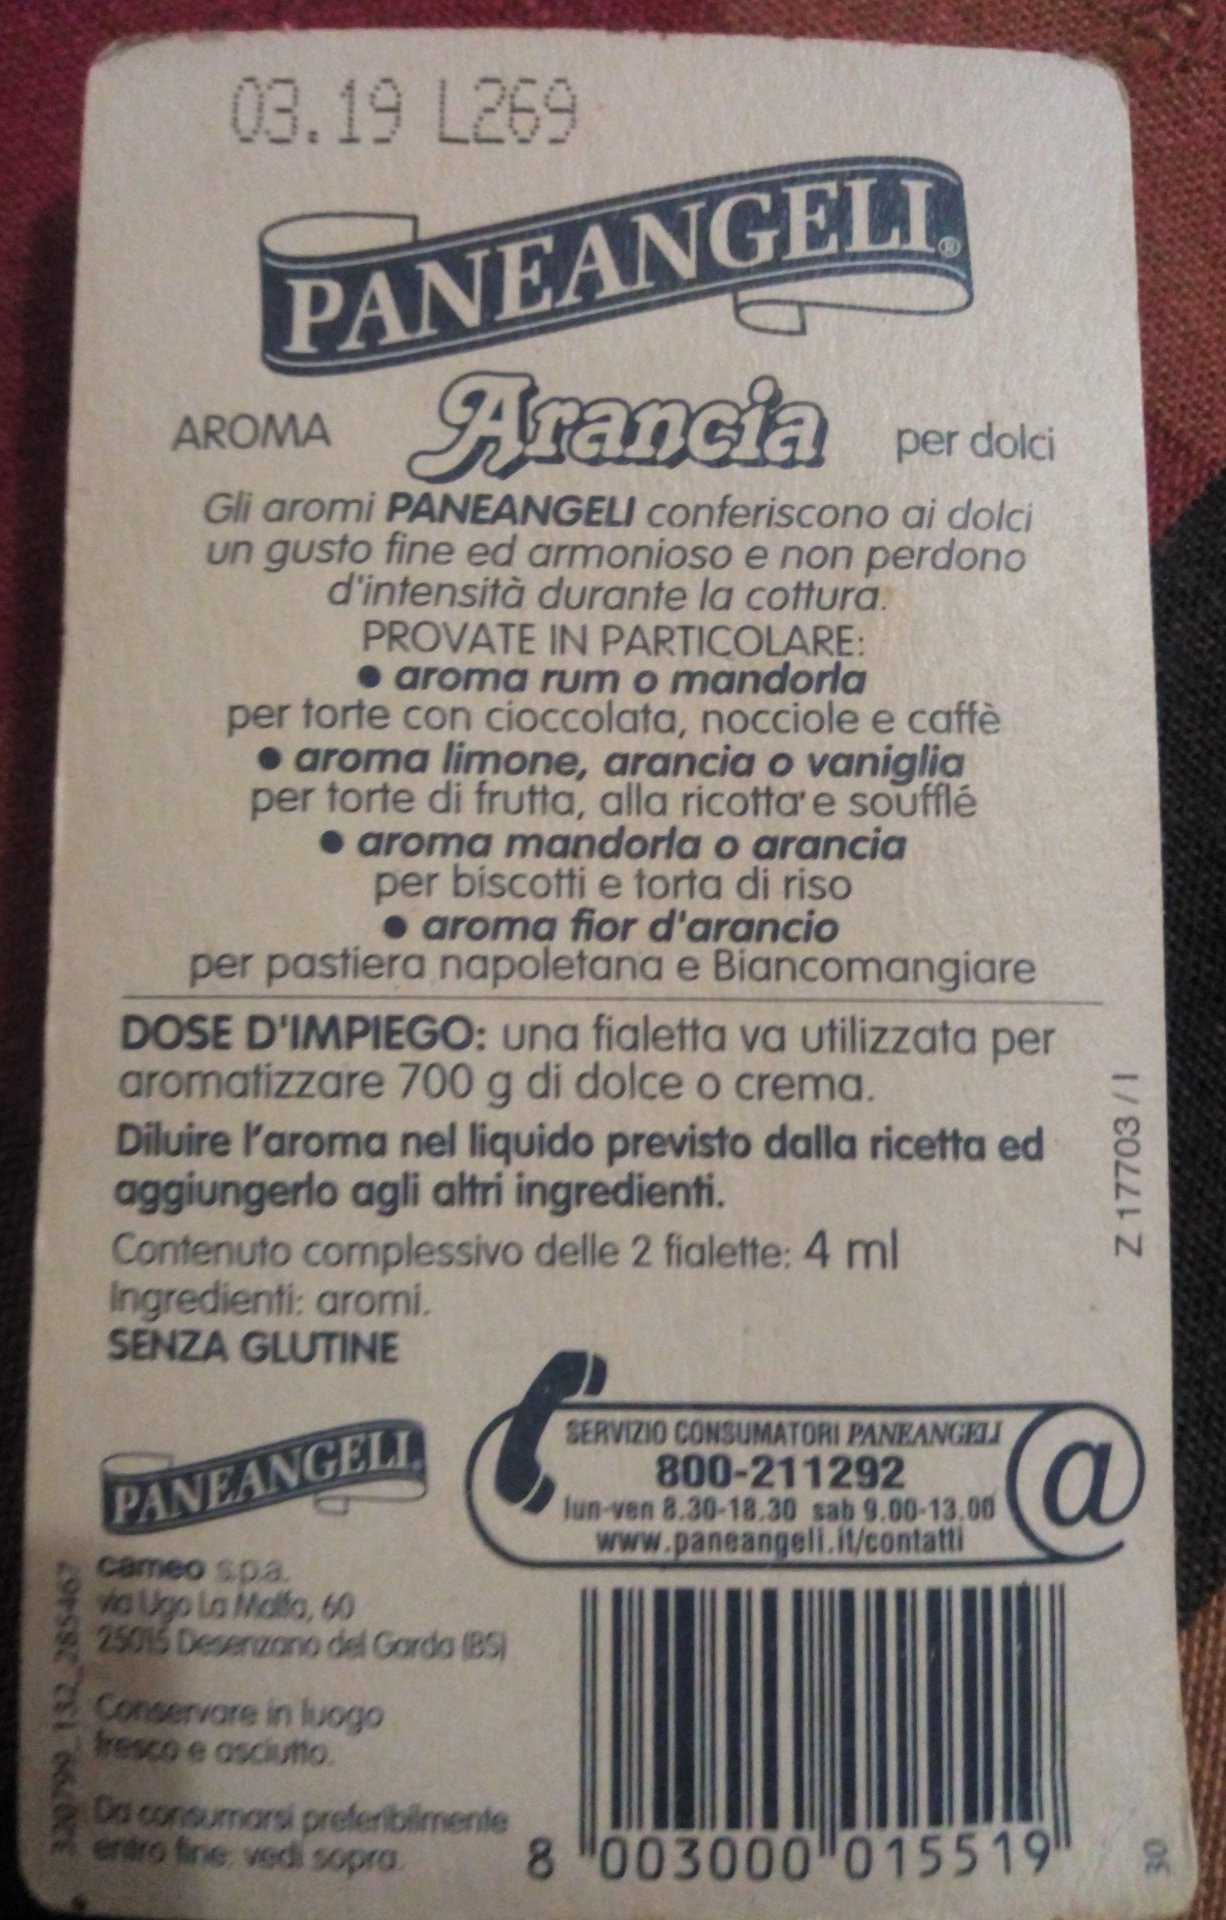 03.19 L269
PANEANGELI®
AROMA Arancia per dolci
Gli aromi PANEANGELI conferiscono ai dolci
un gusto fine ed armonioso e non perdono
d'intensità durante la cottura.
PROVATE IN PARTICOLARE:
● aroma rum o mandorla
per torte con cioccolata, nocciole e caffè
● aroma limone, arancia o vaniglia
per torte di frutta, alla ricotta e soufflé
● aroma mandorla o arancia
per biscotti e torta di riso
● aroma fior d'arancio
per pastiera napoletana e Biancomangiare
DOSE D'IMPIEGO: una fialetta va utilizzata per
aromatizzare 700 g di dolce o crema.
Diluire l'aroma nel liquido previsto dalla ricetta ed
aggiungerlo agli altri ingredienti.
Contenuto complessivo delle 2 fialette: 4 ml
Ingredienti: aromi.
SENZA GLUTINE
Z 17703 / I
PANEANGELI
SERVIZIO CONSUMATORI PANEANGELI
800-211292
lun-ven 8.30-18.30 sab 9.00-13.00
www.paneangeli.it/contatti
@
cameo s.p.a.
via Ugo La Malfa, 60
25015 Desenzano del Garda (BS)
Conservare in luogo
fresco e asciutto.
Da consumarsi preferibilmente
entro fine: vedi sopra.
320799_132_285467
8 003000 015519
30